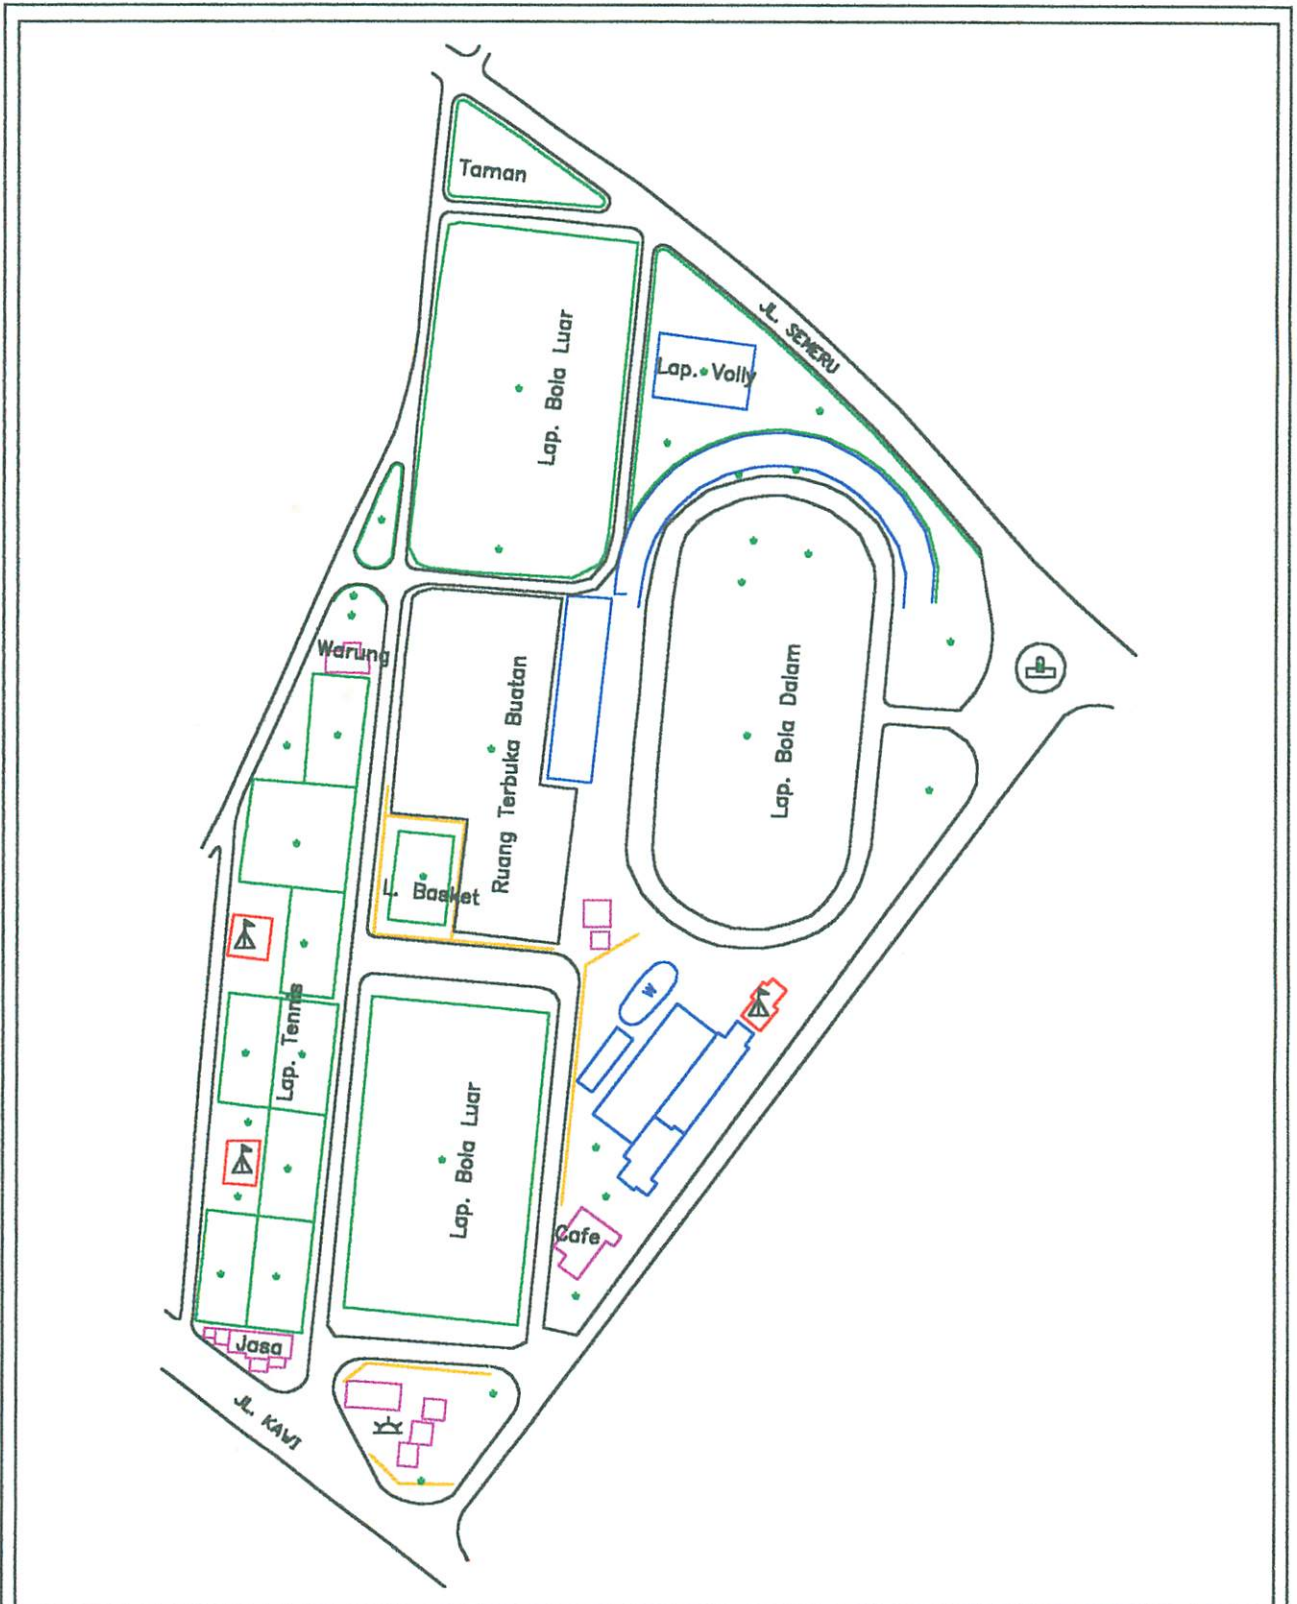 Taman
Lap. Bola Luar
JL. SEMERU
Lap. Volly
Warung
Ruang Terbuka Buatan
Lap. Bola Dalam
L. Basket
W
Lap. Tennis
Lap. Bola Luar
Cafe
Jasa
JL. KAWI